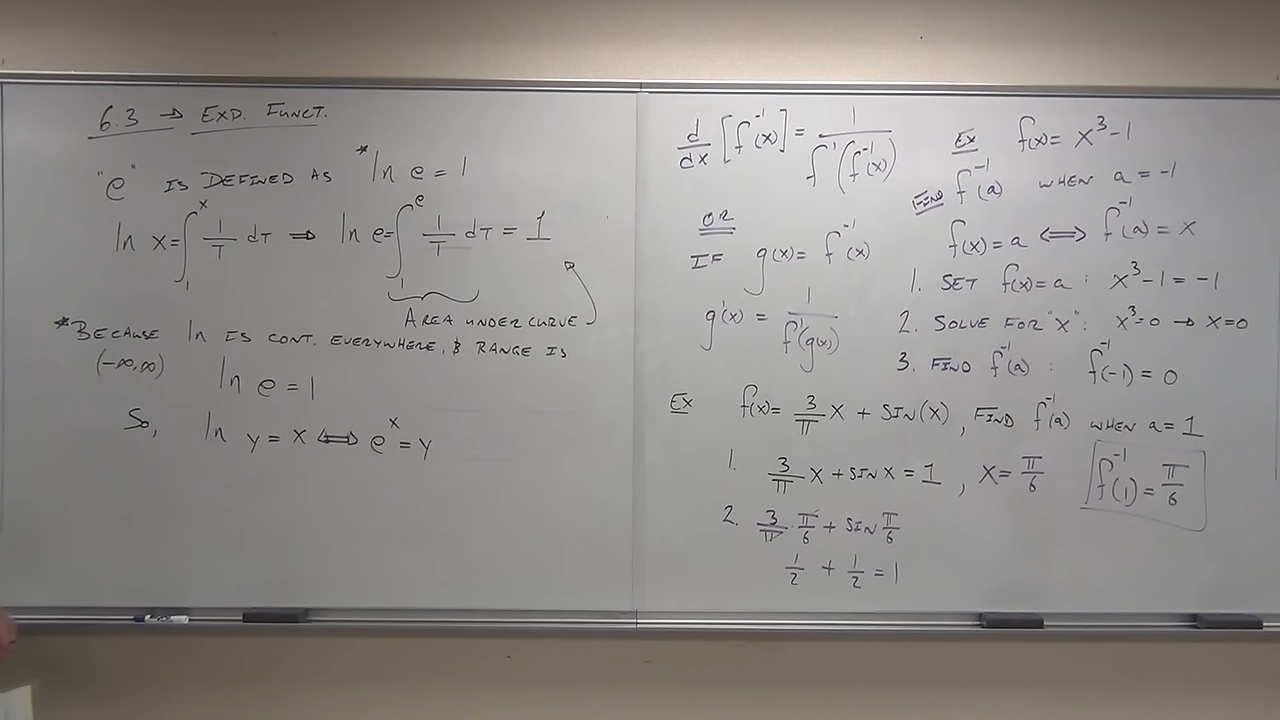 6.3 → EXP. FUNCT.
"e" IS DEFINED AS *ln e = 1
ln x = ∫₁ˣ 1/T dT ⇒ ln e = ∫₁ᵉ 1/T dT = 1
AREA UNDER CURVE
*BECAUSE ln IS CONT. EVERYWHERE, & RANGE IS
(-∞,∞)
ln e = 1
So, ln y = x ⟺ eˣ = y
d/dx [f⁻¹(x)] = 1/f'(f⁻¹(x))
OR
IF g(x) = f⁻¹(x)
g'(x) = 1/f'(g(x))
EX f(x) = x³-1
FIND f⁻¹(a) WHEN a = -1
f(x) = a ⟺ f⁻¹(a) = x
1. SET f(x) = a : x³-1 = -1
2. SOLVE FOR "x" : x³=0 → x=0
3. FIND f⁻¹(a) : f⁻¹(-1) = 0
EX f(x) = 3/π x + SIN(x), FIND f⁻¹(a) WHEN a = 1
1. 3/π x + SIN x = 1, x = π/6 f⁻¹(1) = π/6
2. 3/π · π/6 + SIN π/6
1/2 + 1/2 = 1